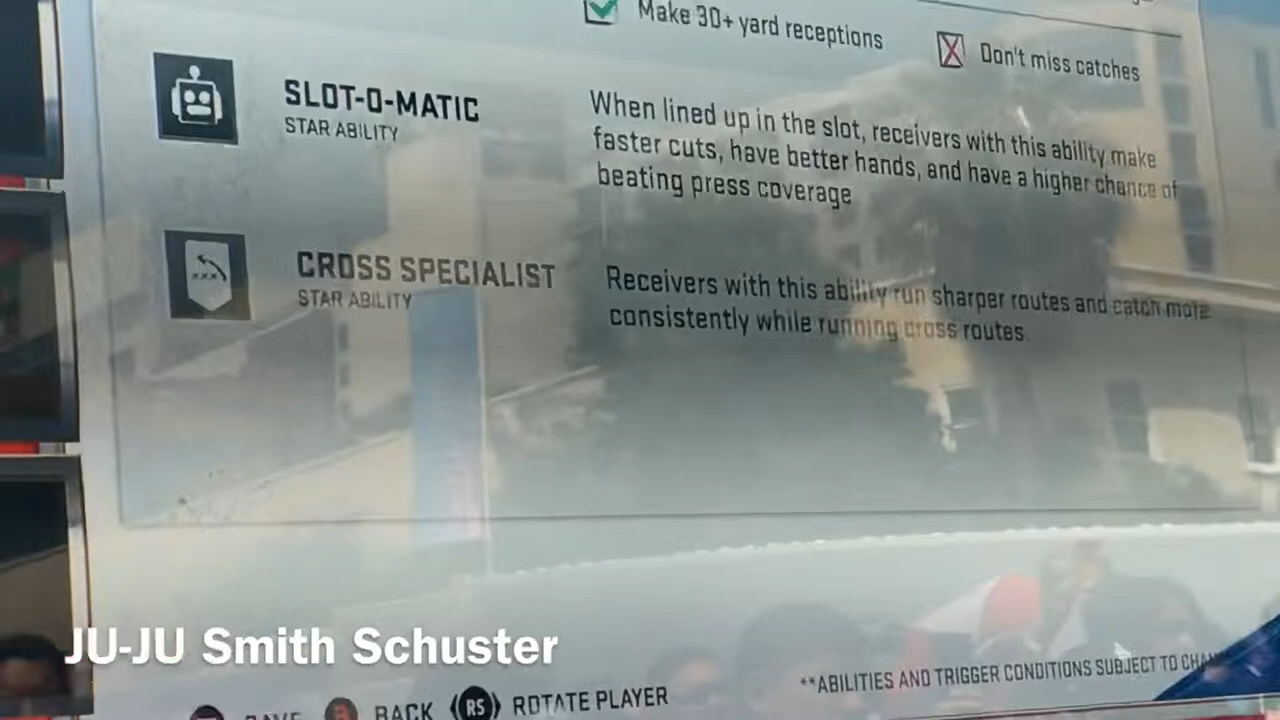 Make 30+ yard receptions
Don't miss catches
SLOT-O-MATIC
STAR ABILITY
When lined up in the slot, receivers with this ability make
faster cuts, have better hands, and have a higher chance of
beating press coverage
CROSS SPECIALIST
STAR ABILITY
Receivers with this ability run sharper routes and catch more
consistently while running cross routes.
JU-JU Smith Schuster
**ABILITIES AND TRIGGER CONDITIONS SUBJECT TO
BACK
RS
ROTATE PLAYER